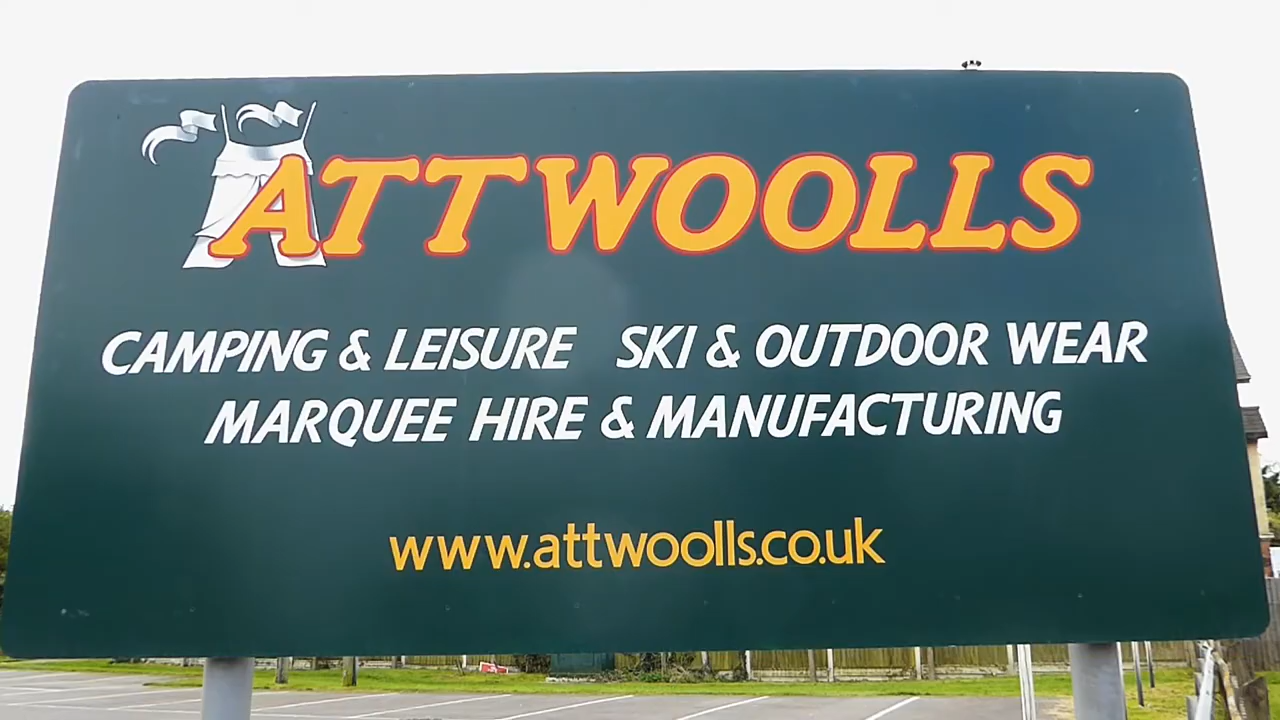 ATTWOOLLS
CAMPING & LEISURE SKI & OUTDOOR WEAR
MARQUEE HIRE & MANUFACTURING
www.attwoolls.co.uk